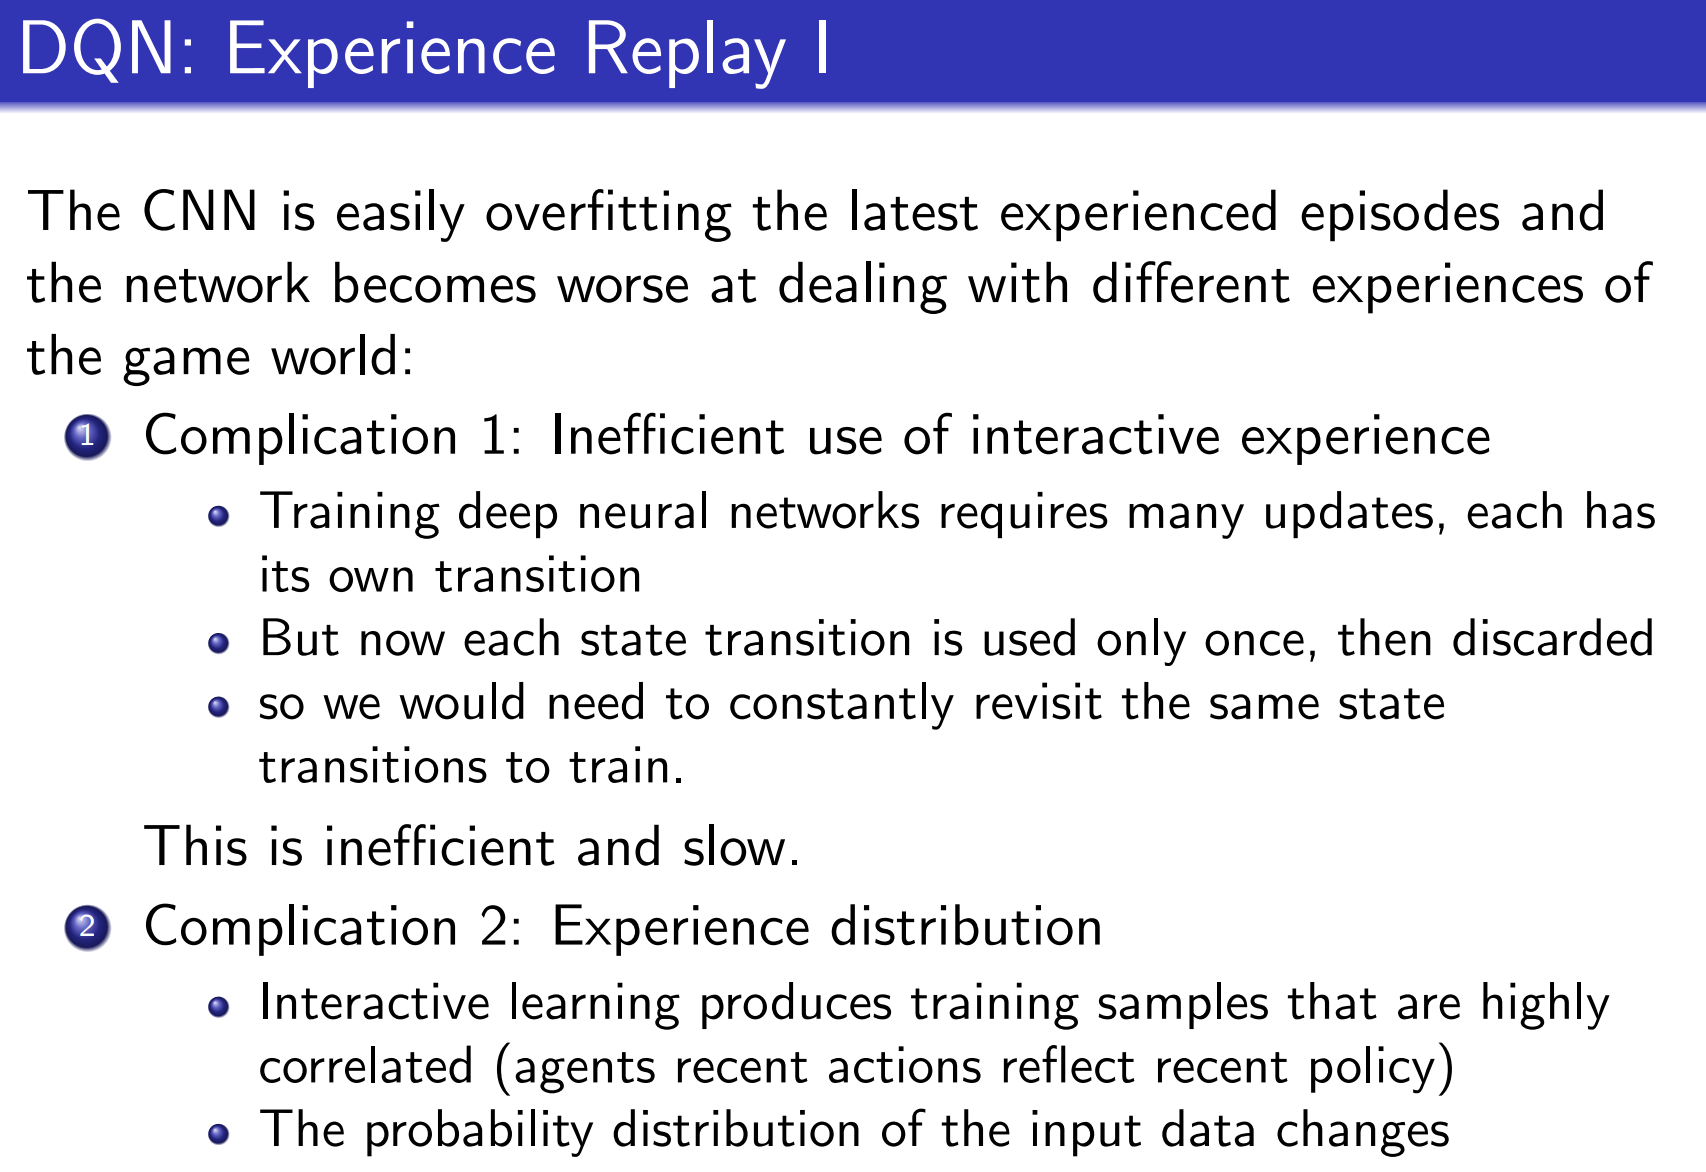 DQN: Experience Replay I
The CNN is easily overfitting the latest experienced episodes and
the network becomes worse at dealing with different experiences of
the game world:
1 Complication 1: Inefficient use of interactive experience
• Training deep neural networks requires many updates, each has
its own transition
• But now each state transition is used only once, then discarded
• so we would need to constantly revisit the same state
transitions to train.
This is inefficient and slow.
2 Complication 2: Experience distribution
• Interactive learning produces training samples that are highly
correlated (agents recent actions reflect recent policy)
• The probability distribution of the input data changes